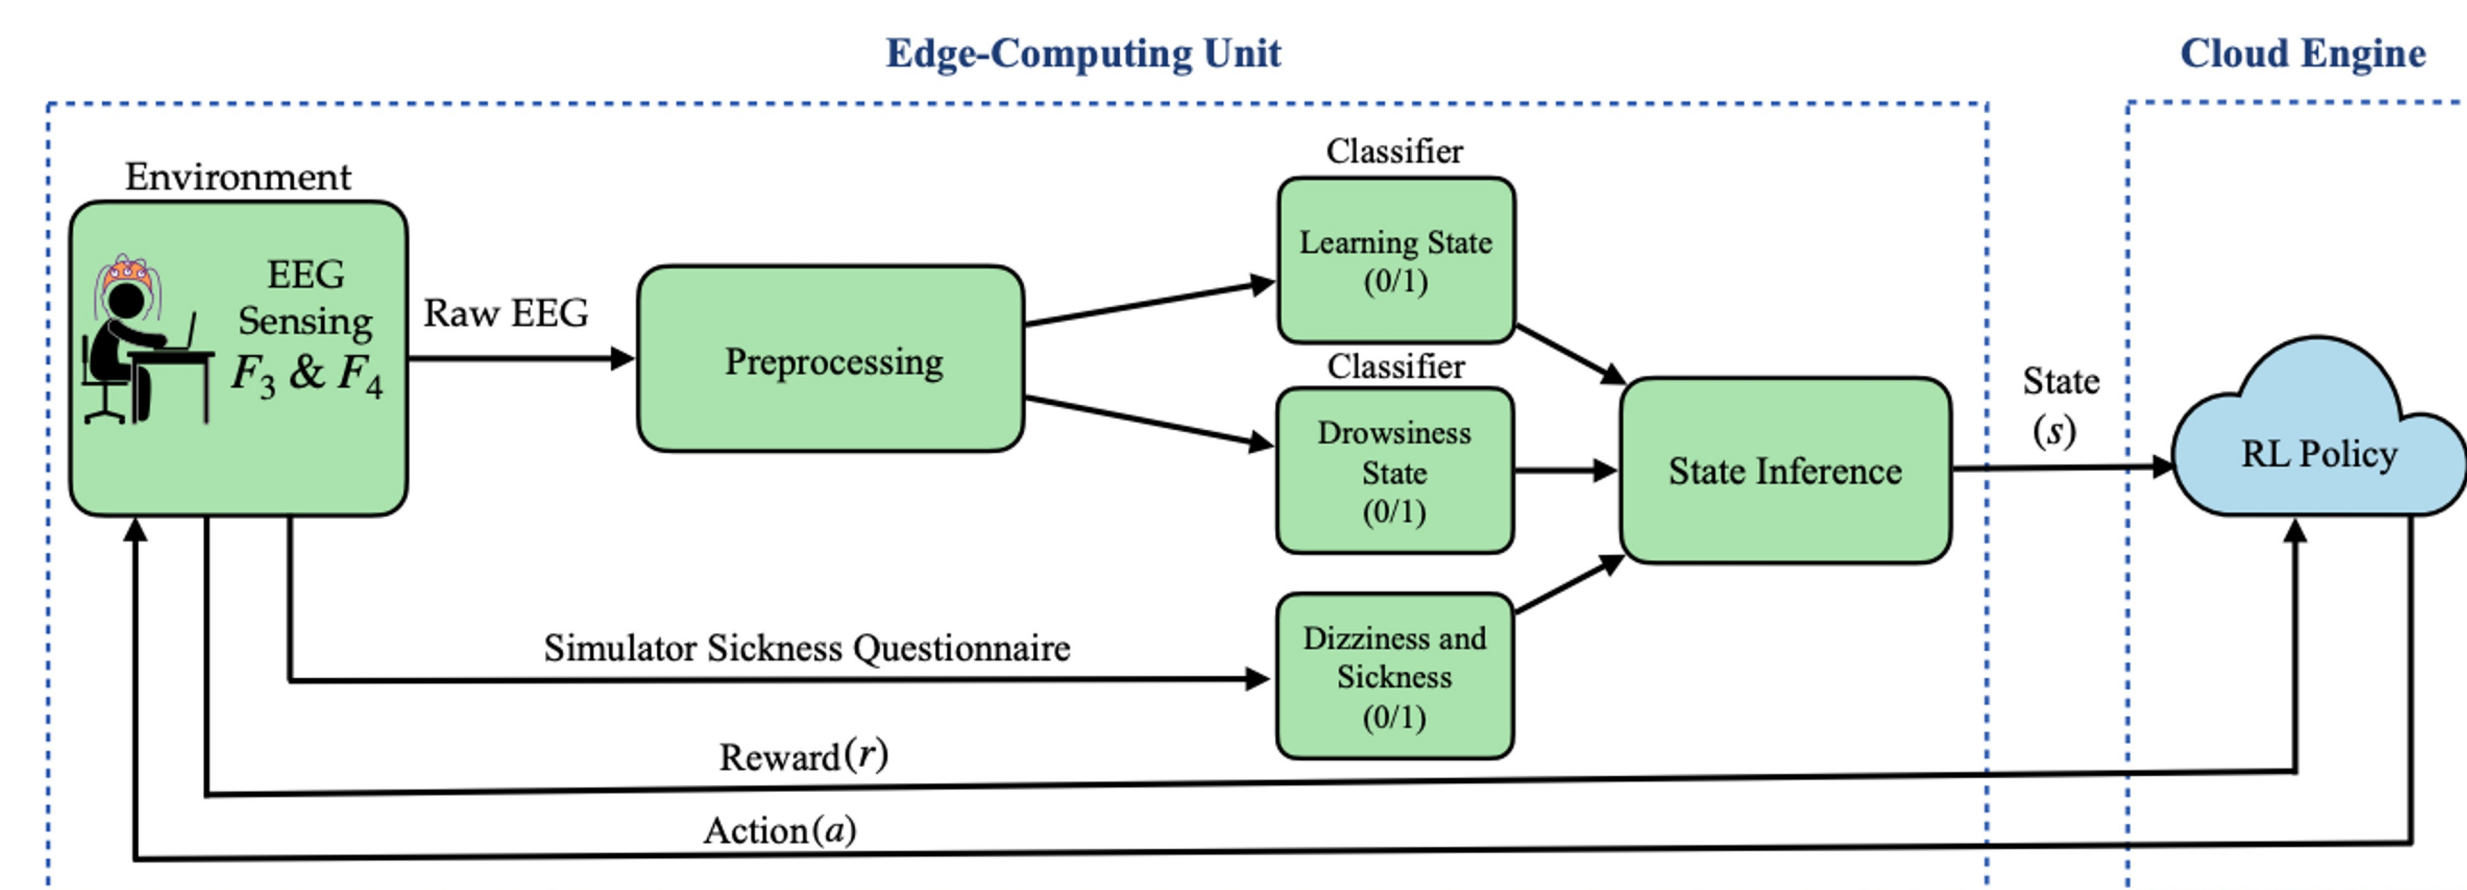 Edge-Computing Unit
Cloud Engine
Environment
EEG
Sensing
F3 & F4
Raw EEG
Preprocessing
Classifier
Learning State
(0/1)
Classifier
Drowsiness
State
(0/1)
Dizziness and
Sickness
(0/1)
State Inference
State
(s)
RL Policy
Simulator Sickness Questionnaire
Reward(r)
Action(a)